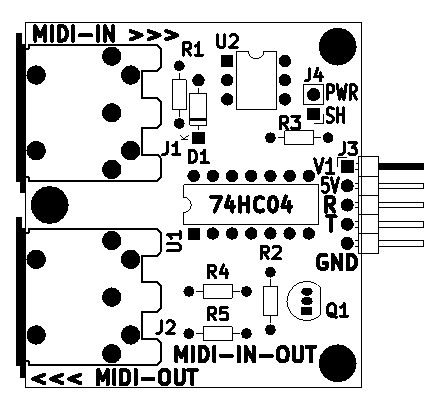 MIDI-IN >>>
R1
U2
J4
PWR
SH
R3
J1
D1
J3
V1
5V
R
T
GND
74HC04
U1
R2
R4
Q1
R5
J2
MIDI-IN-OUT
<<< MIDI-OUT